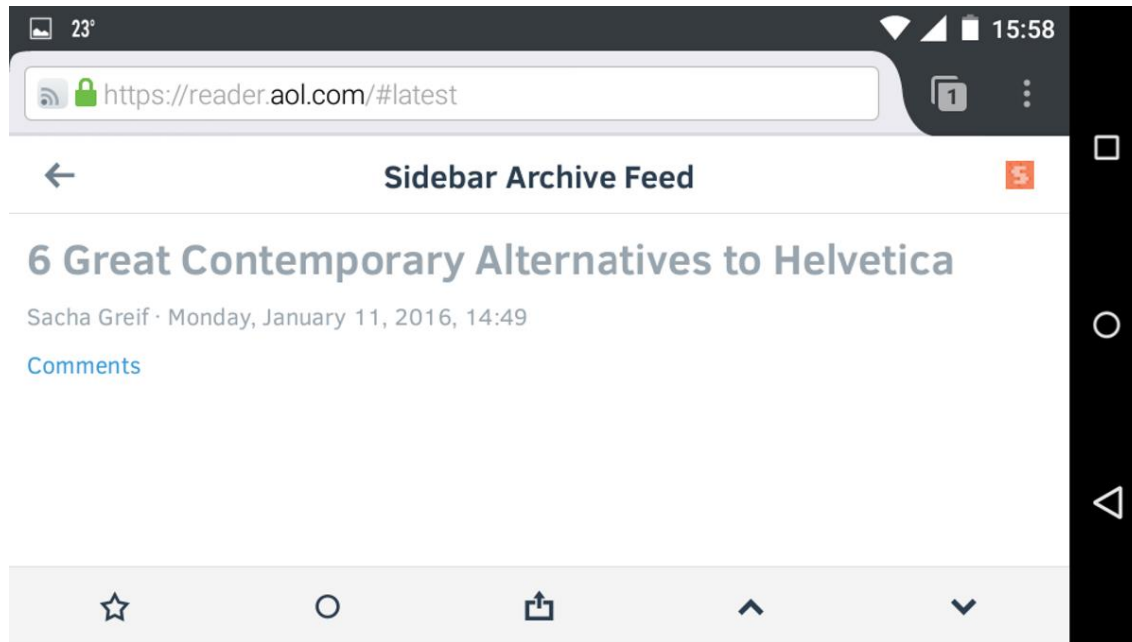 23°
15:58
https://reader.aol.com/#latest
1
Sidebar Archive Feed
S
6 Great Contemporary Alternatives to Helvetica
Sacha Greif · Monday, January 11, 2016, 14:49
Comments